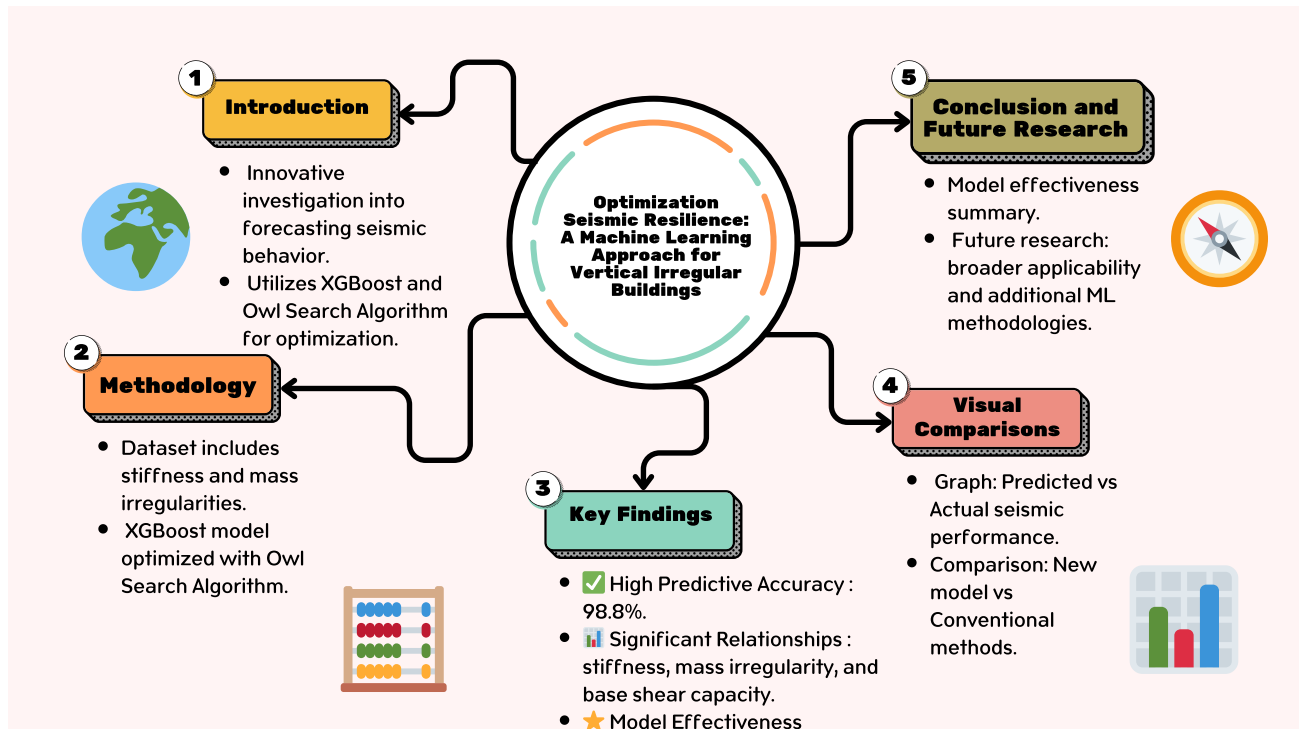 Optimization
Seismic Resilience:
A Machine Learning
Approach for
Vertical Irregular
Buildings
1
Introduction
• Innovative
investigation into
forecasting seismic
behavior.
• Utilizes XGBoost and
Owl Search Algorithm
for optimization.
2
Methodology
• Dataset includes
stiffness and mass
irregularities.
• XGBoost model
optimized with Owl
Search Algorithm.
3
Key Findings
• ✅ High Predictive Accuracy :
98.8%.
• 📊 Significant Relationships :
stiffness, mass irregularity, and
base shear capacity.
• ⭐ Model Effectiveness
4
Visual
Comparisons
• Graph: Predicted vs
Actual seismic
performance.
• Comparison: New
model vs
Conventional
methods.
5
Conclusion and
Future Research
• Model effectiveness
summary.
• Future research:
broader applicability
and additional ML
methodologies.